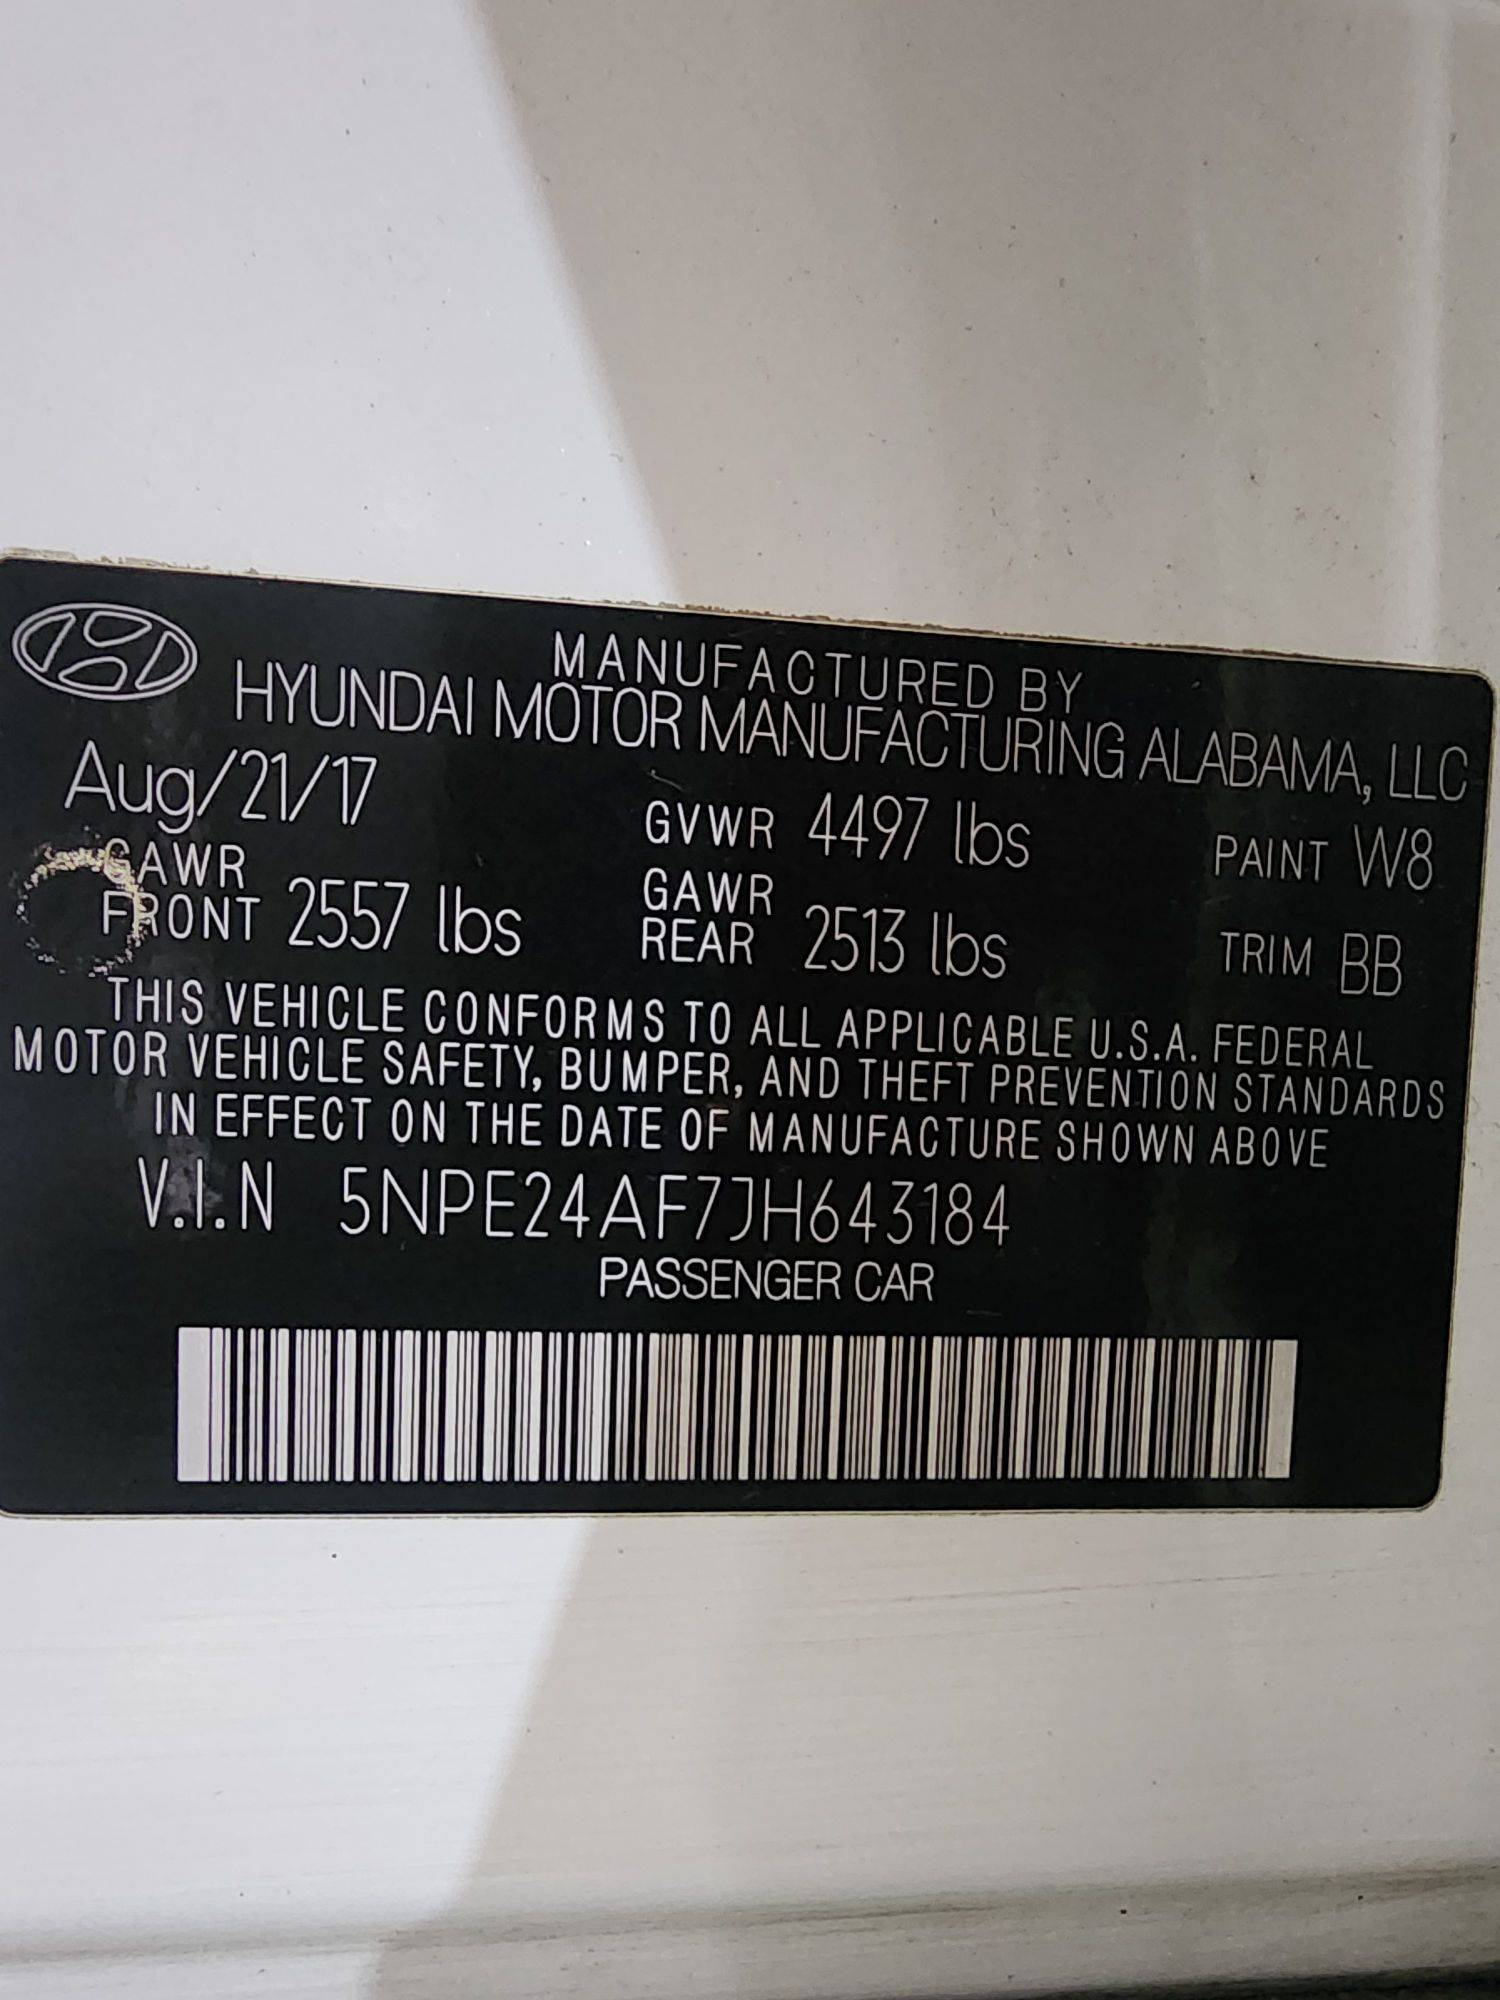 MANUFACTURED BY
HYUNDAI MOTOR MANUFACTURING ALABAMA, LLC
Aug/21/17 GVWR 4497 lbs PAINT W8
GAWR FRONT 2557 lbs GAWR REAR 2513 lbs TRIM BB
THIS VEHICLE CONFORMS TO ALL APPLICABLE U.S.A. FEDERAL
MOTOR VEHICLE SAFETY, BUMPER, AND THEFT PREVENTION STANDARDS
IN EFFECT ON THE DATE OF MANUFACTURE SHOWN ABOVE
V.I.N 5NPE24AF7JH643184
PASSENGER CAR